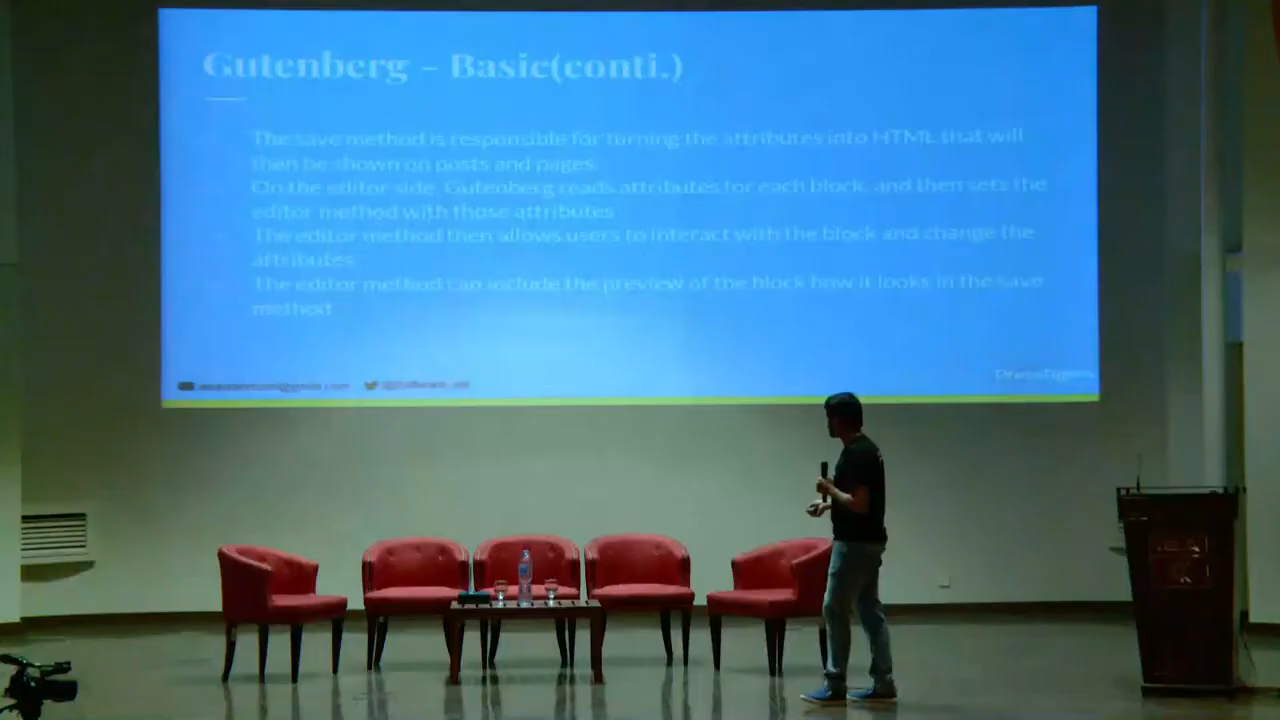 Gutenberg - Basic(conti.)
The save method is responsible for turning the attributes into HTML that will
then be shown on posts and pages.
On the editor side, Gutenberg reads attributes for each block, and then sets the
editor method with those attributes
The editor method then allows users to interact with the block and change the
attributes
The editor method can include the preview of the block how it looks in the save
method